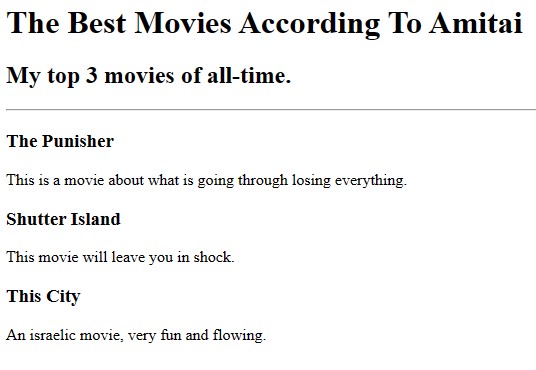 The Best Movies According To Amitai
My top 3 movies of all-time.
The Punisher
This is a movie about what is going through losing everything.
Shutter Island
This movie will leave you in shock.
This City
An israelic movie, very fun and flowing.